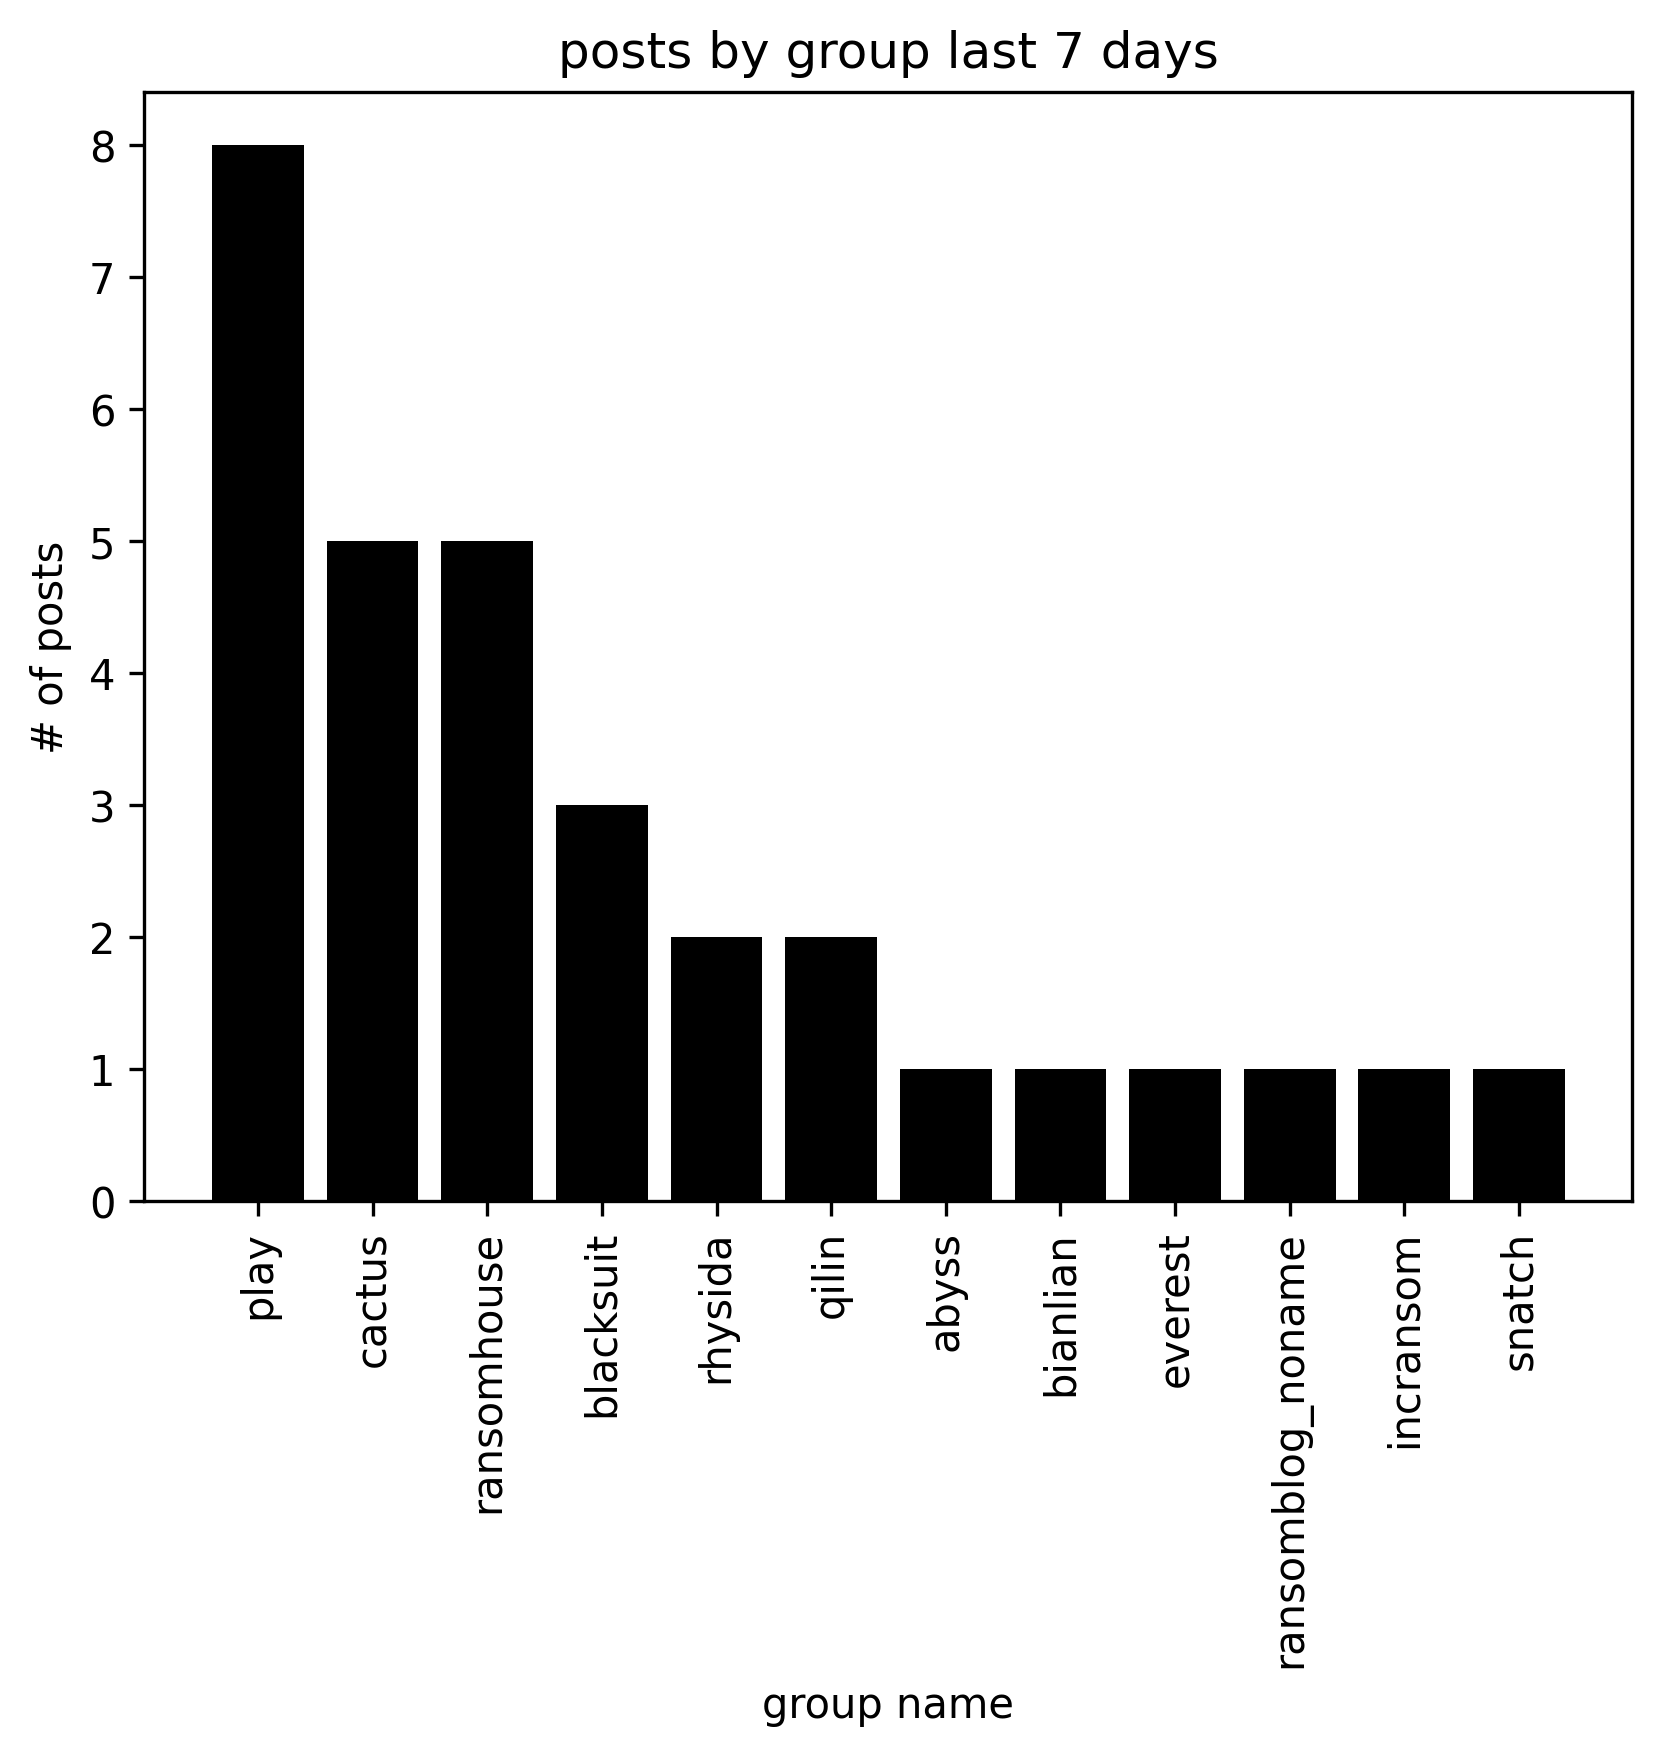 posts by group last 7 days
# of posts
8
7
6
5
4
3
2
1
0
play
cactus
ransomhouse
blacksuit
rhysida
qilin
abyss
bianlian
everest
ransomblog_noname
incransom
snatch
group name